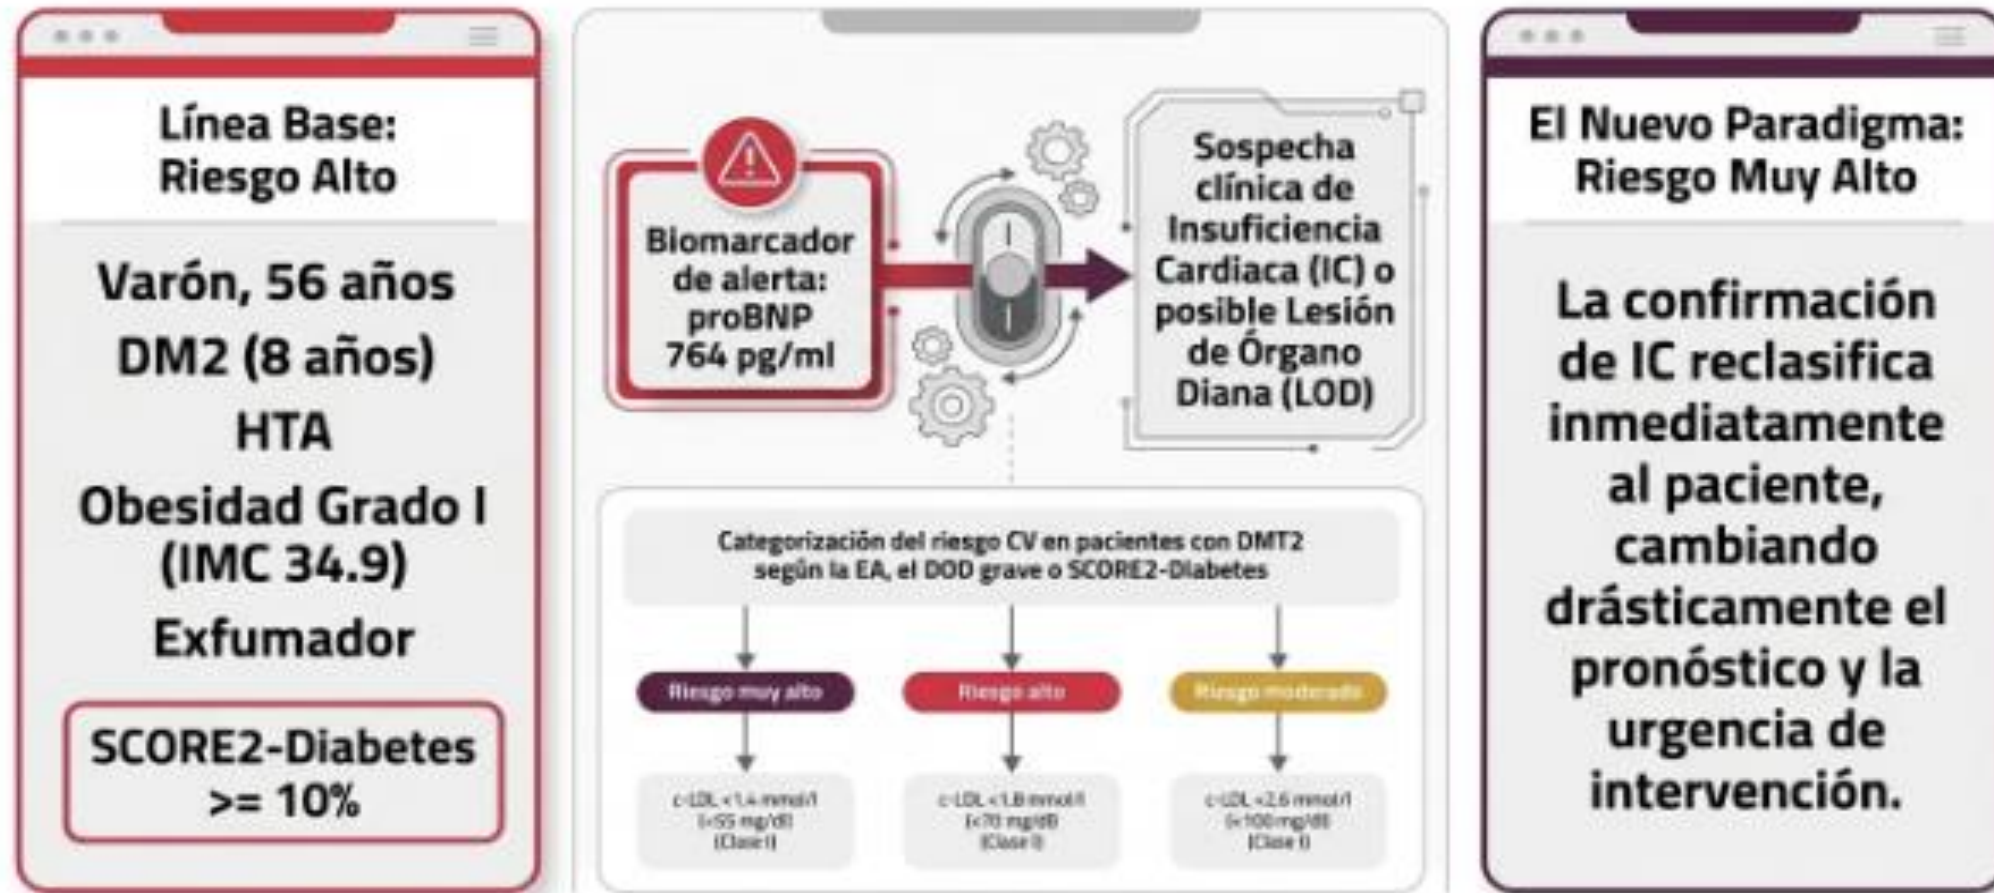 Línea Base:
Riesgo Alto
Varón, 56 años
DM2 (8 años)
HTA
Obesidad Grado I
(IMC 34.9)
Exfumador
SCORE2-Diabetes
>= 10%
Biomarcador
de alerta:
proBNP
764 pg/ml
Sospecha
clínica de
Insuficiencia
Cardiaca (IC) o
posible Lesión
de Órgano
Diana (LOD)
Categorización del riesgo CV en pacientes con DMT2
según la EA, el DOD grave o SCORE2-Diabetes
Riesgo muy alto
Riesgo alto
Riesgo moderado
c-LDL <1.4 mmol/l
(<55 mg/dl)
(Clase I)
c-LDL <1.8 mmol/l
(<70 mg/dl)
(Clase I)
c-LDL <2.6 mmol/l
(<100 mg/dl)
(Clase I)
El Nuevo Paradigma:
Riesgo Muy Alto
La confirmación
de IC reclasifica
inmediatamente
al paciente,
cambiando
drásticamente el
pronóstico y la
urgencia de
intervención.